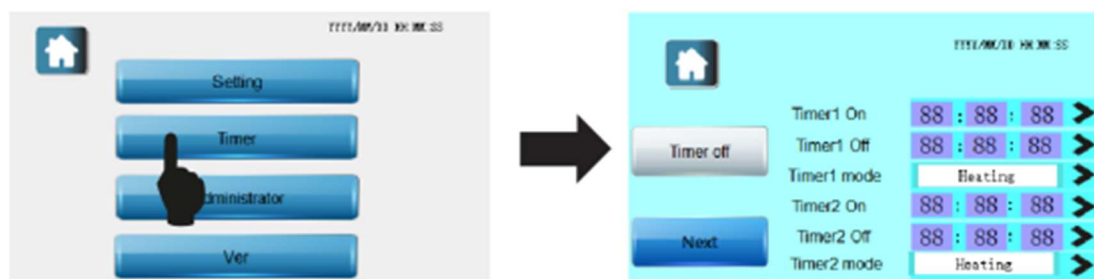 YYYY/MM/DD HH:MM:SS
Setting
Timer
dministrator
Ver
YYYY/MM/DD HH:MM:SS
Timer off
Next
Timer1 On 88 : 88 : 88
Timer1 Off 88 : 88 : 88
Timer1 mode Heating
Timer2 On 88 : 88 : 88
Timer2 Off 88 : 88 : 88
Timer2 mode Heating